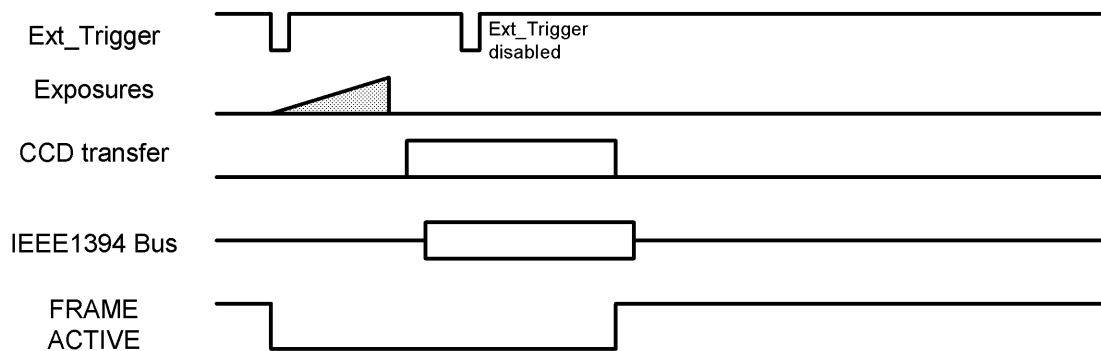 Ext_Trigger
Ext_Trigger
disabled
Exposures
CCD transfer
IEEE1394 Bus
FRAME
ACTIVE